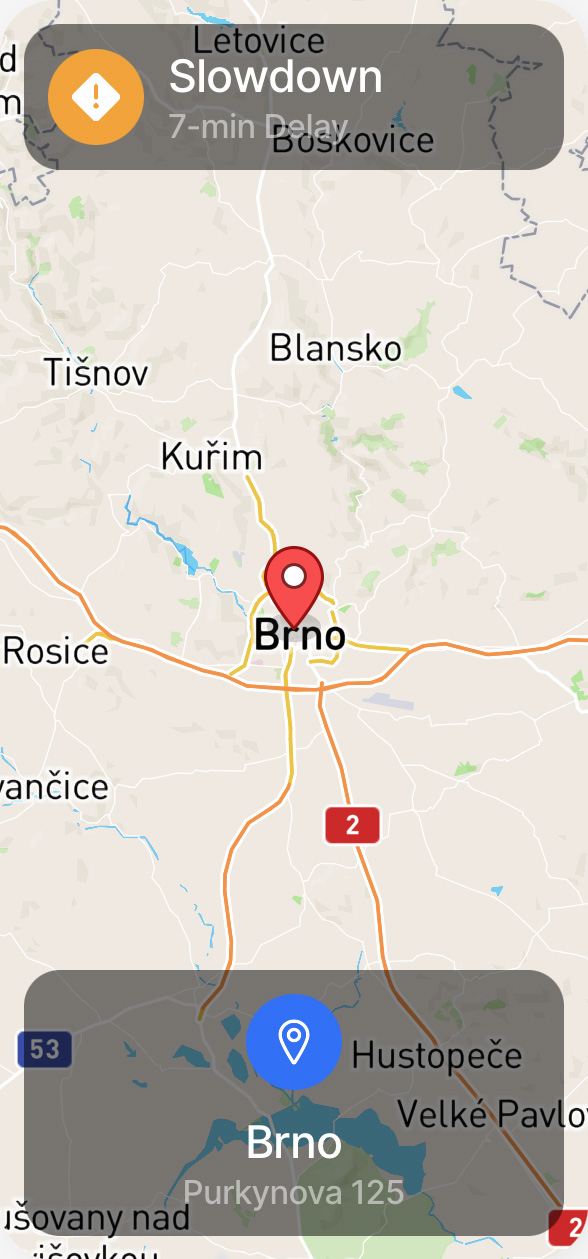 Letovice
Slowdown
7-min Delay
Boskovice
Blansko
Tišnov
Kuřim
Brno
Rosice
vančice
2
53
Hustopeče
Velké Pavlo
Brno
Purkynova 125
ušovany nad
2